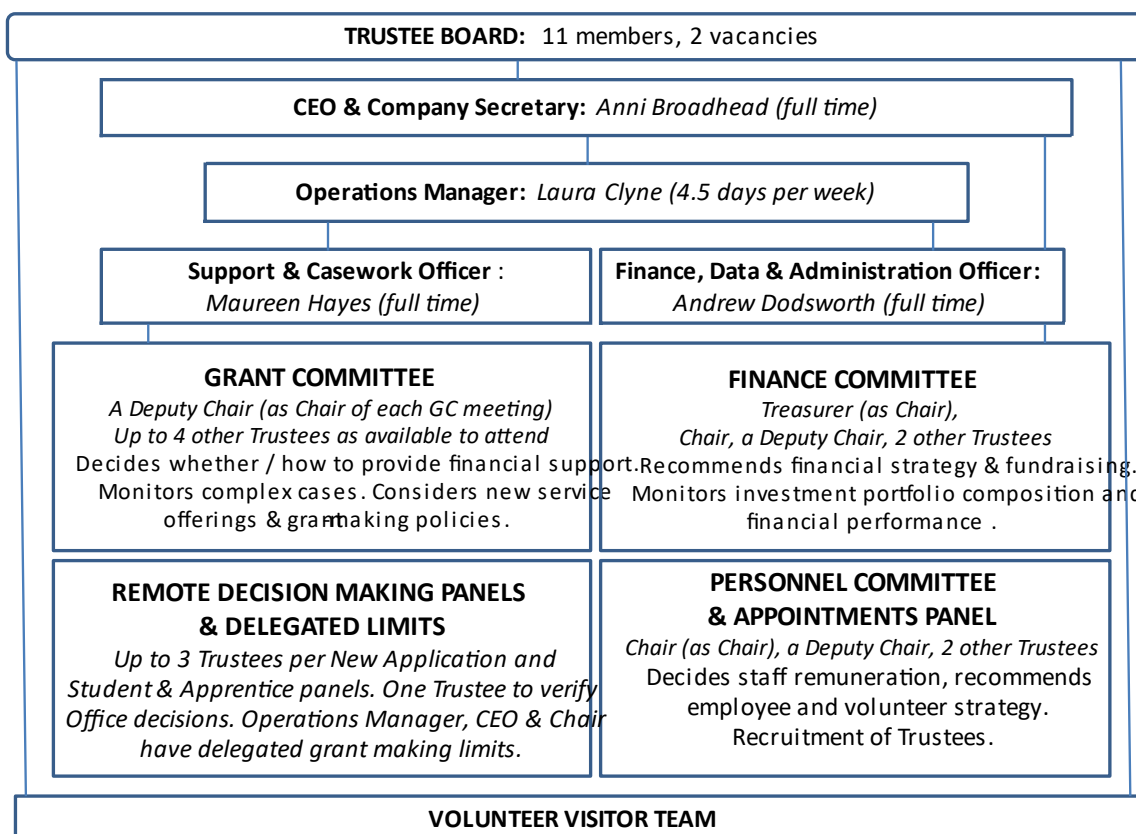 TRUSTEE BOARD: 11 members, 2 vacancies
CEO & Company Secretary: Anni Broadhead (full time)
Operations Manager: Laura Clyne (4.5 days per week)
Support & Casework Officer :
Maureen Hayes (full time)
Finance, Data & Administration Officer:
Andrew Dodsworth (full time)
GRANT COMMITTEE
A Deputy Chair (as Chair of each GC meeting)
Up to 4 other Trustees as available to attend
Decides whether / how to provide financial support.
Monitors complex cases. Considers new service
offerings & grant-making policies.
FINANCE COMMITTEE
Treasurer (as Chair),
Chair, a Deputy Chair, 2 other Trustees
Recommends financial strategy & fundraising.
Monitors investment portfolio composition and
financial performance .
REMOTE DECISION MAKING PANELS
& DELEGATED LIMITS
Up to 3 Trustees per New Application and
Student & Apprentice panels. One Trustee to verify
Office decisions. Operations Manager, CEO & Chair
have delegated grant making limits.
PERSONNEL COMMITTEE
& APPOINTMENTS PANEL
Chair (as Chair), a Deputy Chair, 2 other Trustees
Decides staff remuneration, recommends
employee and volunteer strategy.
Recruitment of Trustees.
VOLUNTEER VISITOR TEAM